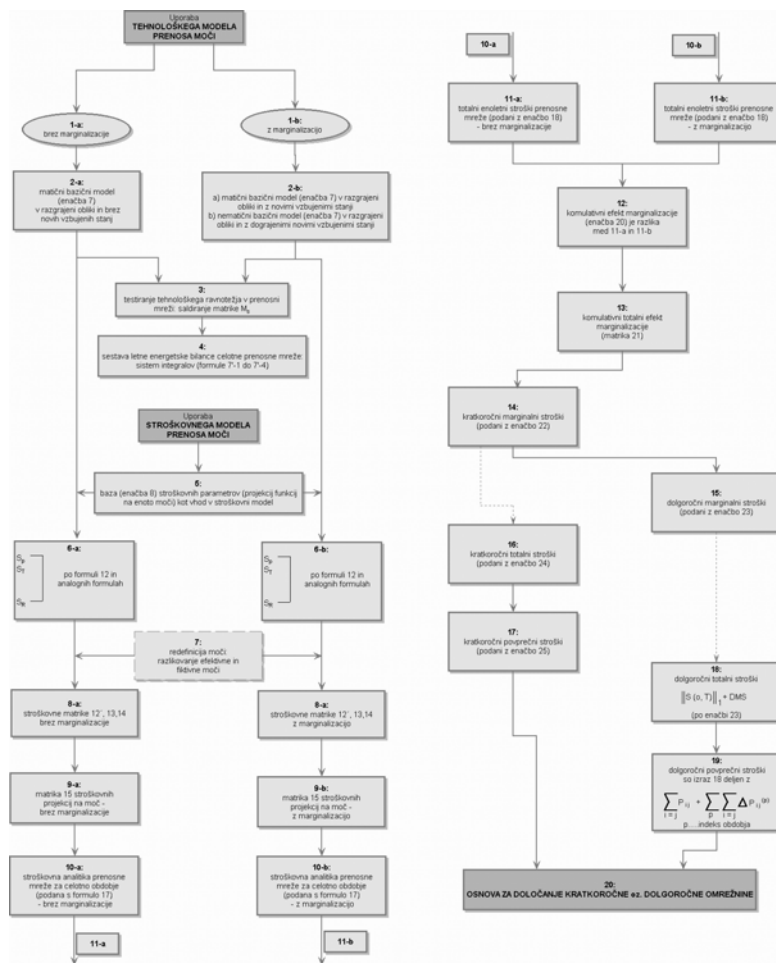 Uporaba
TEHNOLOŠKEGA MODELA
PRENOSA MOČI
1-a:
brez marginalizacije
1-b:
z marginalizacijo
2-a:
matični bazični model
(enačba 7)
v razgrajeni obliki in brez
novih vzbujenih stanj
2-b:
a) matični bazični model (enačba 7) v razgrajeni
obliki in z novimi vzbujenimi stanji
b) nematični bazični model (enačba 7) v razgrajeni
obliki in z dograjenimi novimi vzbujenimi stanji
3:
testiranje tehnološkega ravnotežja v prenosni
mreži: saldiranje matrike M
4:
sestava letne energetske bilance celotne prenosne mreže:
sistem integralov (formule 7'-1 do 7'-4)
Uporaba
STROŠKOVNEGA MODELA
PRENOSA MOČI
5:
baza (enačba 8) stroškovnih parametrov (projekcij funkcij
na enoto moči) kot vhod v stroškovni model
6-a:
S_P
S_T
S_R
po formuli 12 in
analognih formulah
6-b:
S_P
S_T
S_R
po formuli 12 in
analognih formulah
7:
redefinicija moči:
razlikovanje efektivne in
fiktivne moči
8-a:
stroškovne matrike 12´, 13,14
brez marginalizacije
8-a:
stroškovne matrike 12´, 13,14
z marginalizacijo
9-a:
matrika 15 stroškovnih
projekcij na moč -
brez marginalizacije
9-b:
matrika 15 stroškovnih
projekcij na moč -
z marginalizacijo
10-a:
stroškovna analitika prenosne
mreže za celotno obdobje
(podana s formulo 17)
- brez marginalizacije
10-b:
stroškovna analitika prenosne
mreže za celotno obdobje
(podana s formulo 17)
- z marginalizacijo
11-a
11-b
10-a
10-b
11-a:
totalni enoletni stroški prenosne
mreže (podani z enačbo 18)
- brez marginalizacije
11-b:
totalni enoletni stroški prenosne
mreže (podani z enačbo 18)
- z marginalizacijo
12:
komulativni efekt marginalizacije
(enačba 20) je razlika
med 11-a in 11-b
13:
komulativni totalni efekt
marginalizacije
(matrika 21)
14:
kratkoročni marginalni stroški
(podani z enačbo 22)
15:
dolgoročni marginalni stroški
(podani z enačbo 23)
16:
kratkoročni totalni stroški
(podani z enačbo 24)
17:
kratkoročni povprečni stroški
(podani z enačbo 25)
18:
dolgoročni totalni stroški
||S (o, T)||₁ + DMS
(po enačbi 23)
19:
dolgoročni povprečni stroški
so izraz 18 deljen z
∑ P ij + ∑ ∑ Δ P ij (p)
i = j p i = j
p....indeks obdobja
20:
OSNOVA ZA DOLOČANJE KRATKOROČNE oz. DOLGOROČNE OMREŽNINE